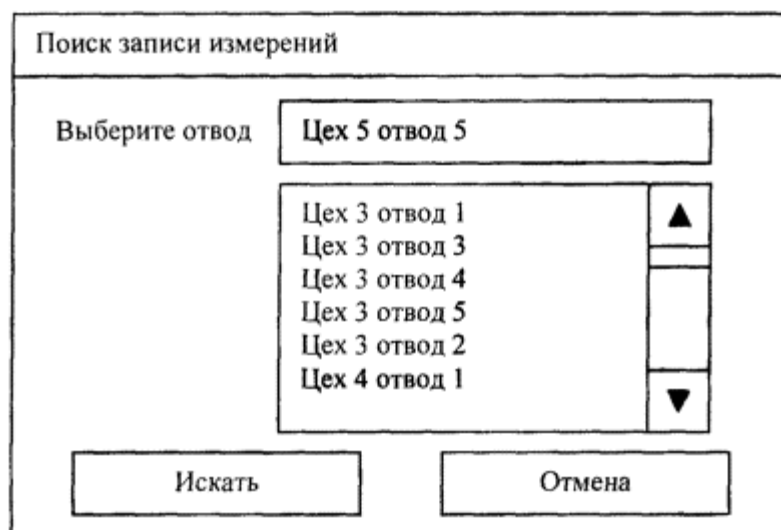 Поиск записи измерений
Выберите отвод
Цех 5 отвод 5
Цех 3 отвод 1
Цех 3 отвод 3
Цех 3 отвод 4
Цех 3 отвод 5
Цех 3 отвод 2
Цех 4 отвод 1
Искать
Отмена